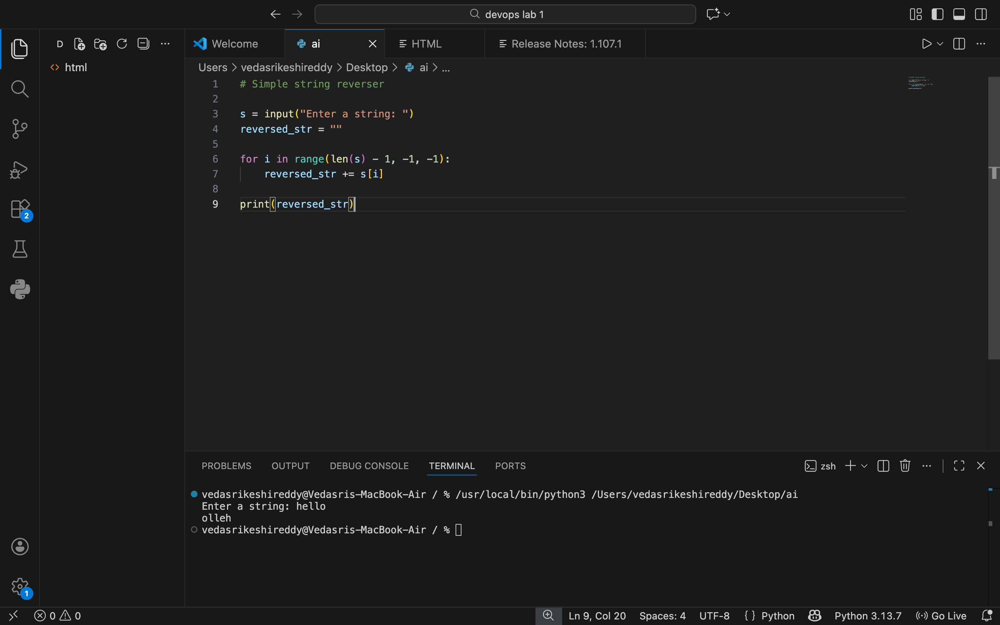 devops lab 1
D
Welcome
ai
HTML
Release Notes: 1.107.1
html
Users > vedasrikeshireddy > Desktop > ai > ...
1 # Simple string reverser
2
3 s = input("Enter a string: ")
4 reversed_str = ""
5
6 for i in range(len(s) - 1, -1, -1):
7     reversed_str += s[i]
8
9 print(reversed_str)
2
PROBLEMS OUTPUT DEBUG CONSOLE TERMINAL PORTS
zsh
vedasrikeshireddy@Vedasris-MacBook-Air / % /usr/local/bin/python3 /Users/vedasrikeshireddy/Desktop/ai
Enter a string: hello
olleh
vedasrikeshireddy@Vedasris-MacBook-Air / %
1
0 0 Ln 9, Col 20 Spaces: 4 UTF-8 { } Python Python 3.13.7 Go Live